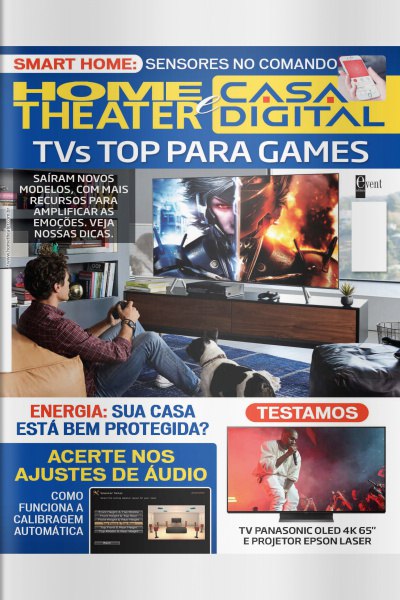 SMART HOME: SENSORES NO COMANDO
HOME THEATER e CASA DIGITAL
TVs TOP PARA GAMES
SAÍRAM NOVOS
MODELOS, COM MAIS
RECURSOS PARA
AMPLIFICAR AS
EMOÇÕES. VEJA
NOSSAS DICAS.
event
ENERGIA: SUA CASA
ESTÁ BEM PROTEGIDA?
ACERTE NOS
AJUSTES DE ÁUDIO
COMO
FUNCIONA A
CALIBRAGEM
AUTOMÁTICA
TESTAMOS
TV PANASONIC OLED 4K 65”
E PROJETOR EPSON LASER